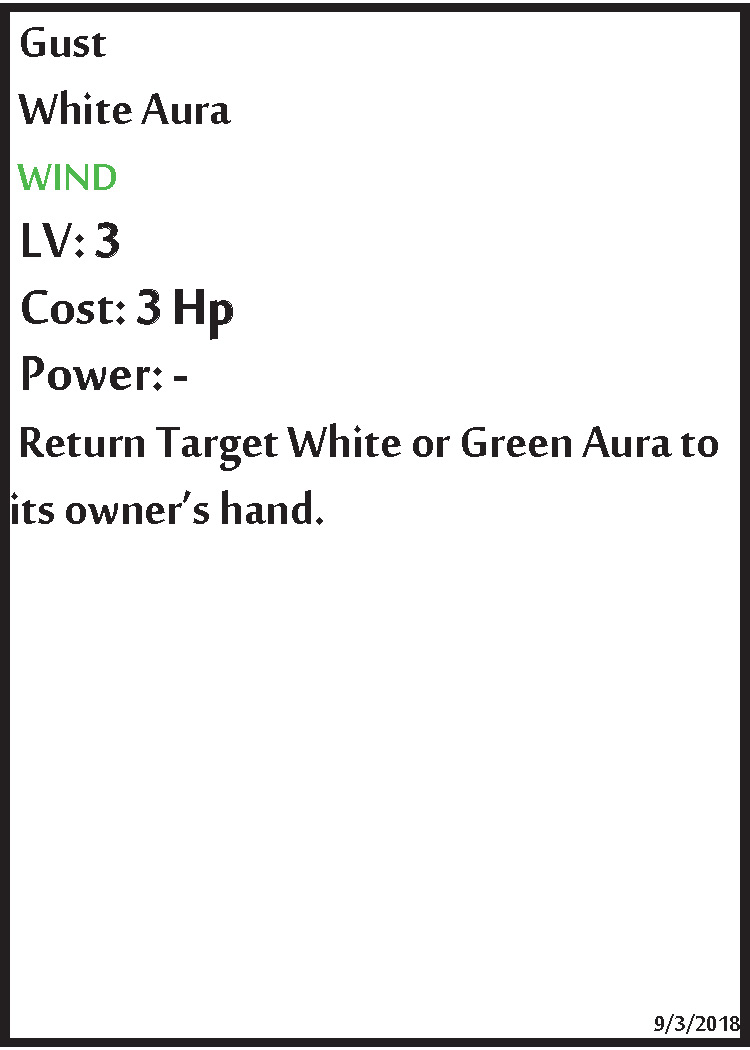 Gust
White Aura
WIND
LV: 3
Cost: 3 Hp
Power: -
Return Target White or Green Aura to
its owner’s hand.
9/3/2018